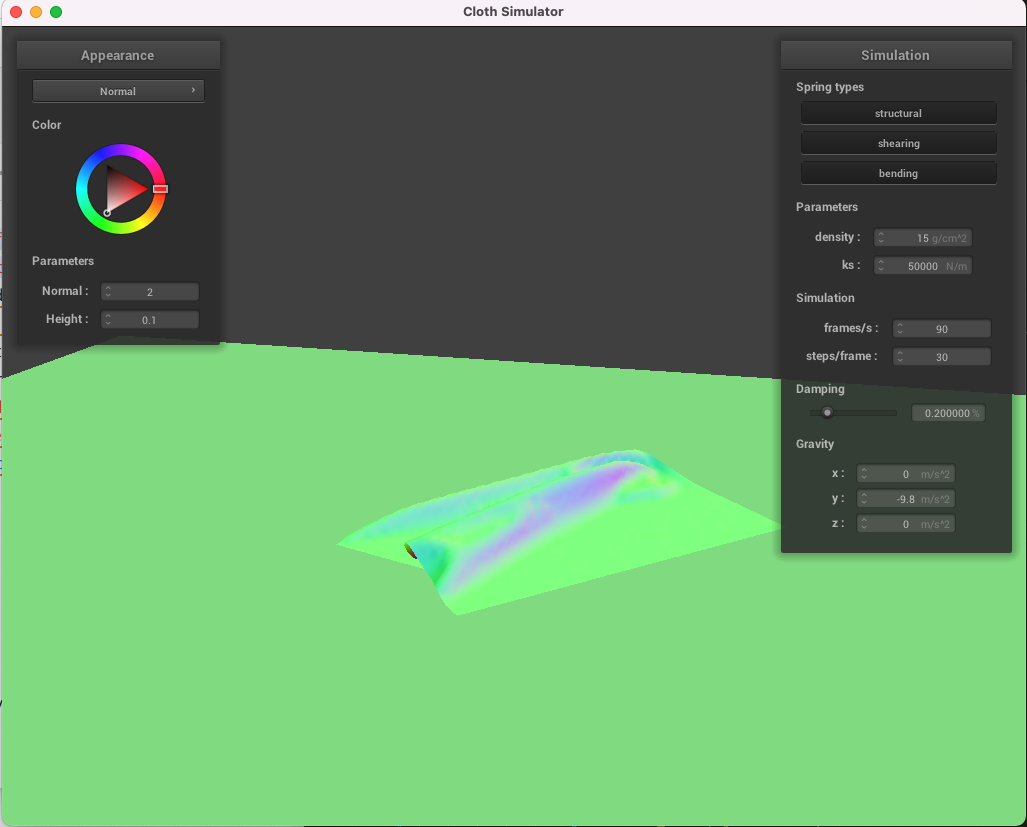 Cloth Simulator
Appearance
Normal
Color
Parameters
Normal : 2
Height : 0.1
Simulation
Spring types
structural
shearing
bending
Parameters
density : 15 g/cm^2
ks : 50000 N/m
Simulation
frames/s : 90
steps/frame : 30
Damping
0.200000 %
Gravity
x : 0 m/s^2
y : -9.8 m/s^2
z : 0 m/s^2